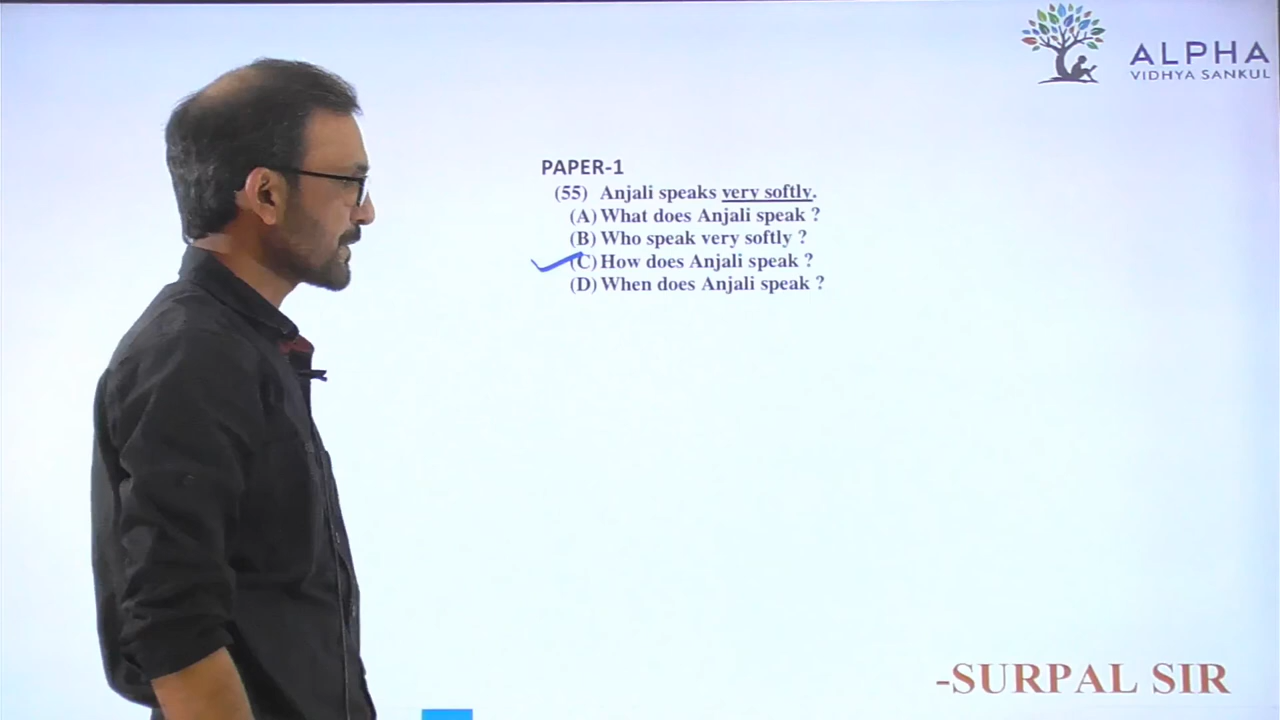 ALPHA
VIDHYA SANKUL
PAPER-1
(55) Anjali speaks very softly.
(A) What does Anjali speak ?
(B) Who speak very softly ?
(C) How does Anjali speak ?
(D) When does Anjali speak ?
-SURPAL SIR